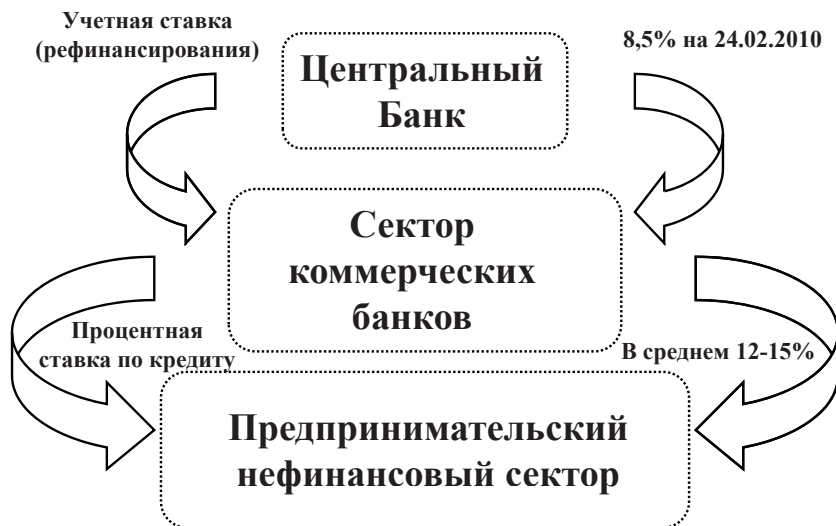 Учетная ставка
(рефинансирования)
8,5% на 24.02.2010
Центральный
Банк
Сектор
коммерческих
банков
Процентная
ставка по кредиту
В среднем 12-15%
Предпринимательский
нефинансовый сектор